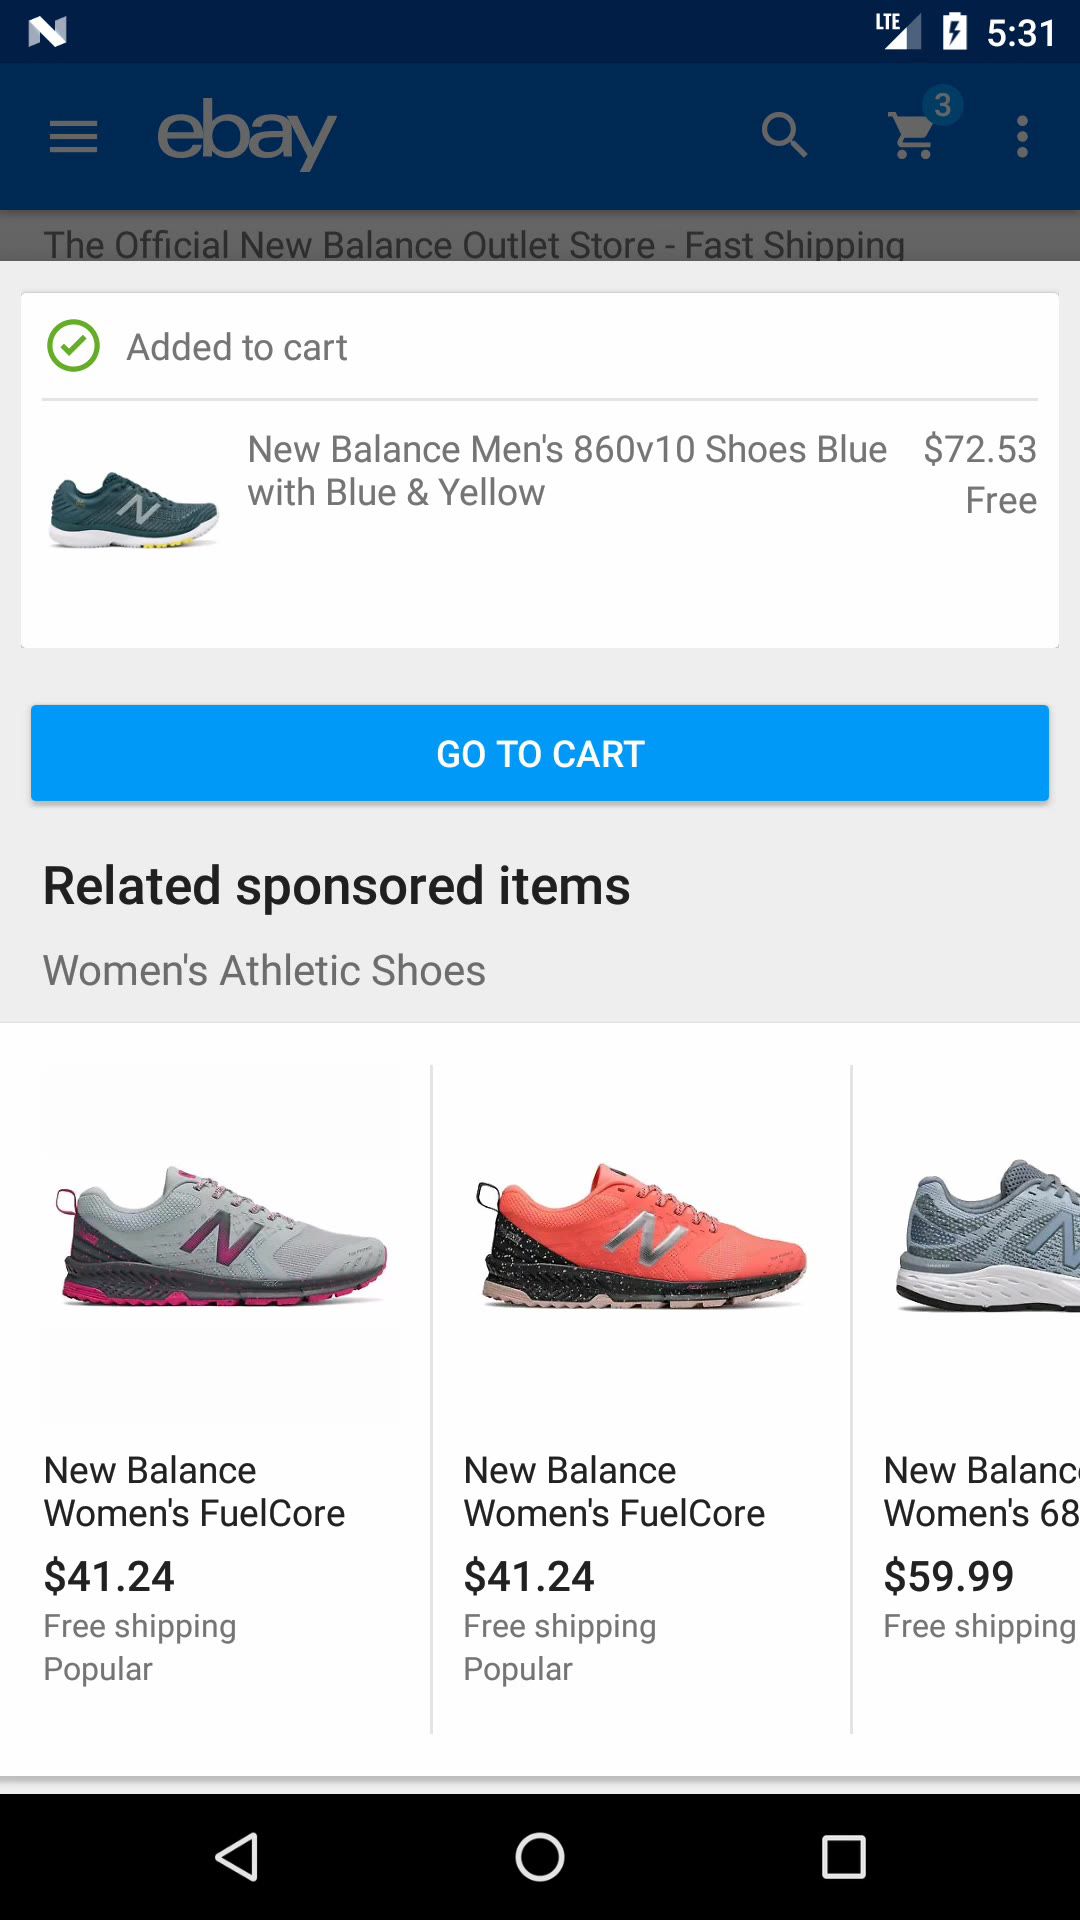 LTE 5:31
ebay 3
The Official New Balance Outlet Store - Fast Shipping
Added to cart
New Balance Men's 860v10 Shoes Blue $72.53
with Blue & Yellow Free
GO TO CART
Related sponsored items
Women's Athletic Shoes
New Balance
Women's FuelCore
$41.24
Free shipping
Popular
New Balance
Women's FuelCore
$41.24
Free shipping
Popular
New Balanc
Women's 68
$59.99
Free shipping